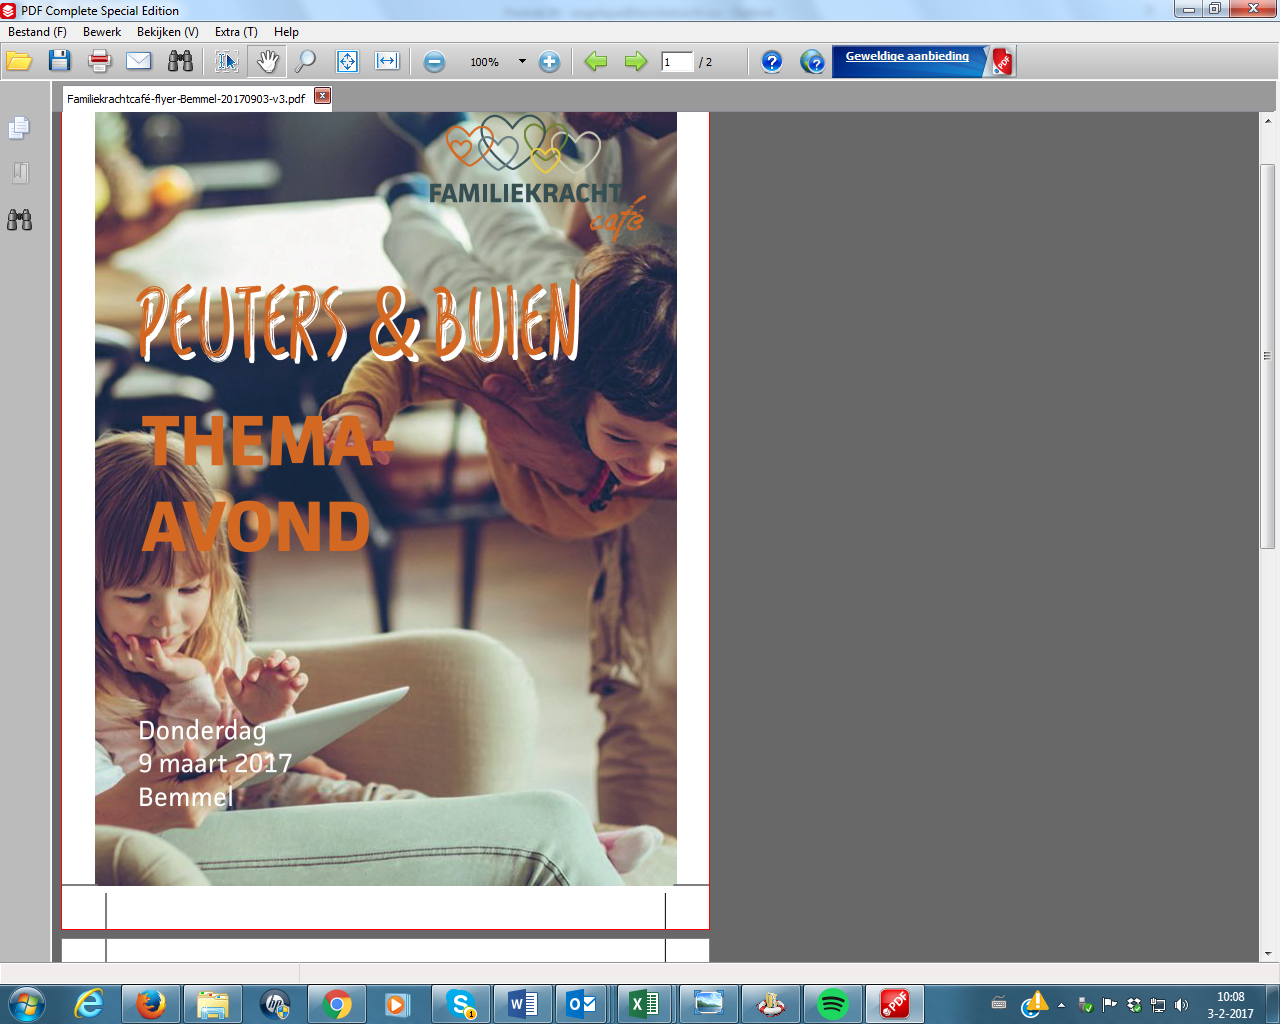 PDF Complete Special Edition
Bestand (F) Bewerk Bekijken (V) Extra (T) Help
100% 1 / 2 Geweldige aanbieding PDF
Familiekrachtcafé-flyer-Bemmel-20170903-v3.pdf
FAMILIEKRACHT
café
PEUTERS & BUIEN
THEMA-
AVOND
Donderdag
9 maart 2017
Bemmel
10:08
3-2-2017